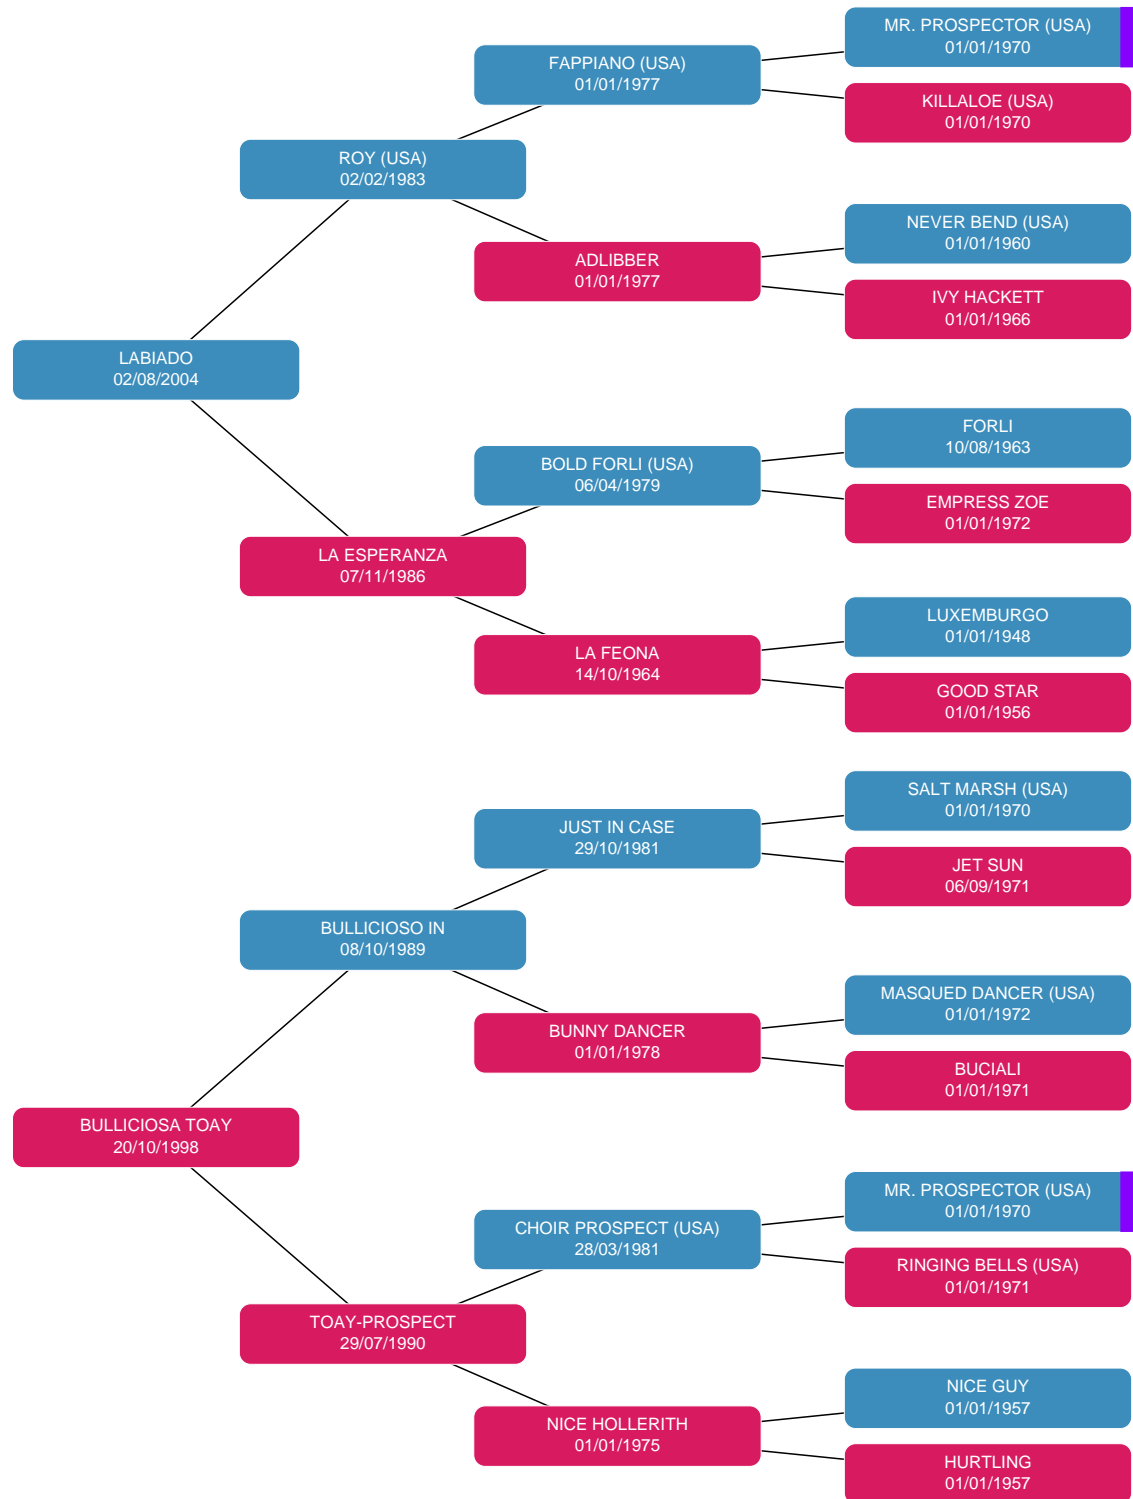 MR. PROSPECTOR (USA)
01/01/1970
FAPPIANO (USA)
01/01/1977
KILLALOE (USA)
01/01/1970
ROY (USA)
02/02/1983
NEVER BEND (USA)
01/01/1960
ADLIBBER
01/01/1977
IVY HACKETT
01/01/1966
LABIADO
02/08/2004
FORLI
10/08/1963
BOLD FORLI (USA)
06/04/1979
EMPRESS ZOE
01/01/1972
LA ESPERANZA
07/11/1986
LUXEMBURGO
01/01/1948
LA FEONA
14/10/1964
GOOD STAR
01/01/1956
SALT MARSH (USA)
01/01/1970
JUST IN CASE
29/10/1981
JET SUN
06/09/1971
BULLICIOSO IN
08/10/1989
MASQUED DANCER (USA)
01/01/1972
BUNNY DANCER
01/01/1978
BUCIALI
01/01/1971
BULLICIOSA TOAY
20/10/1998
MR. PROSPECTOR (USA)
01/01/1970
CHOIR PROSPECT (USA)
28/03/1981
RINGING BELLS (USA)
01/01/1971
TOAY-PROSPECT
29/07/1990
NICE GUY
01/01/1957
NICE HOLLERITH
01/01/1975
HURTLING
01/01/1957